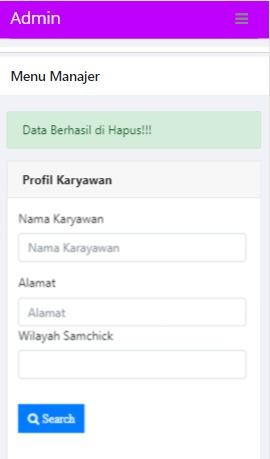 Admin
Menu Manajer
Data Berhasil di Hapus!!!
Profil Karyawan
Nama Karyawan
Nama Karayawan
Alamat
Alamat
Wilayah Samchick
Search